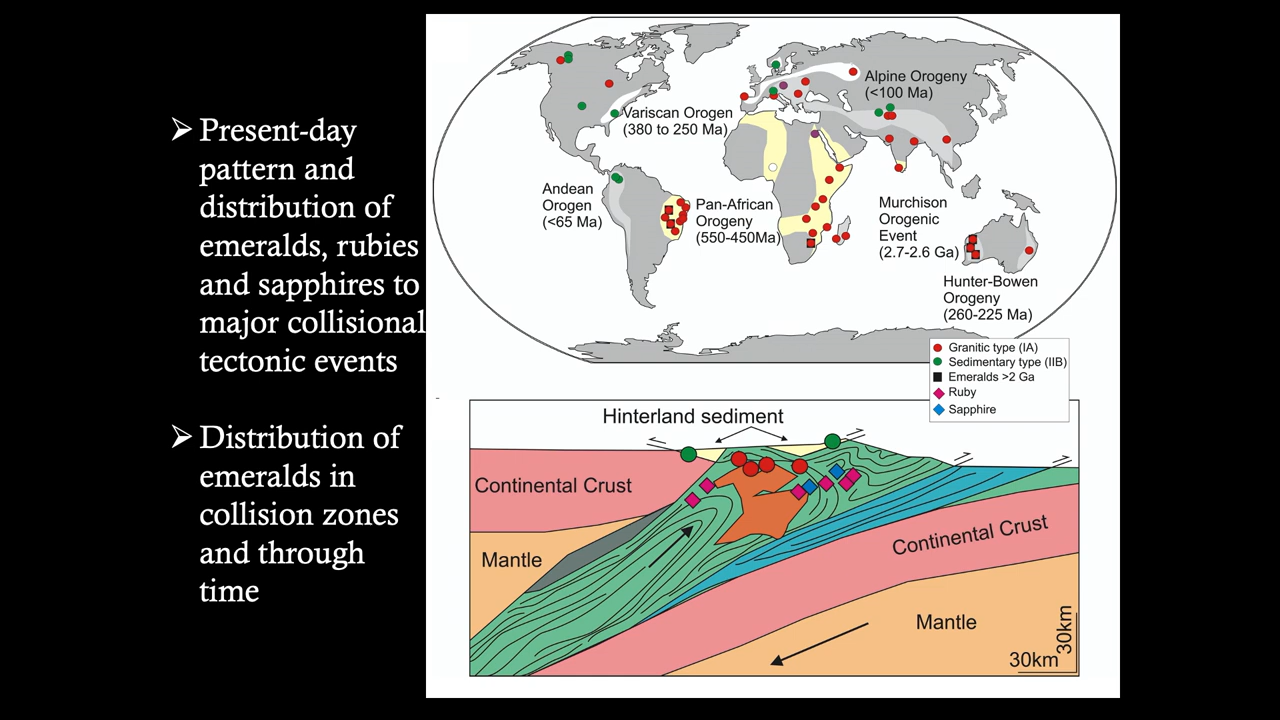 ➢ Present-day
pattern and
distribution of
emeralds, rubies
and sapphires to
major collisional
tectonic events
➢ Distribution of
emeralds in
collision zones
and through
time
Alpine Orogeny
(<100 Ma)
Variscan Orogen
(380 to 250 Ma)
Andean
Orogen
(<65 Ma)
Pan-African
Orogeny
(550-450Ma)
Murchison
Orogenic
Event
(2.7-2.6 Ga)
Hunter-Bowen
Orogeny
(260-225 Ma)
Granitic type (IA)
Sedimentary type (IIB)
Emeralds >2 Ga
Ruby
Sapphire
Hinterland sediment
Continental Crust
Mantle
Continental Crust
Mantle
30km
30km